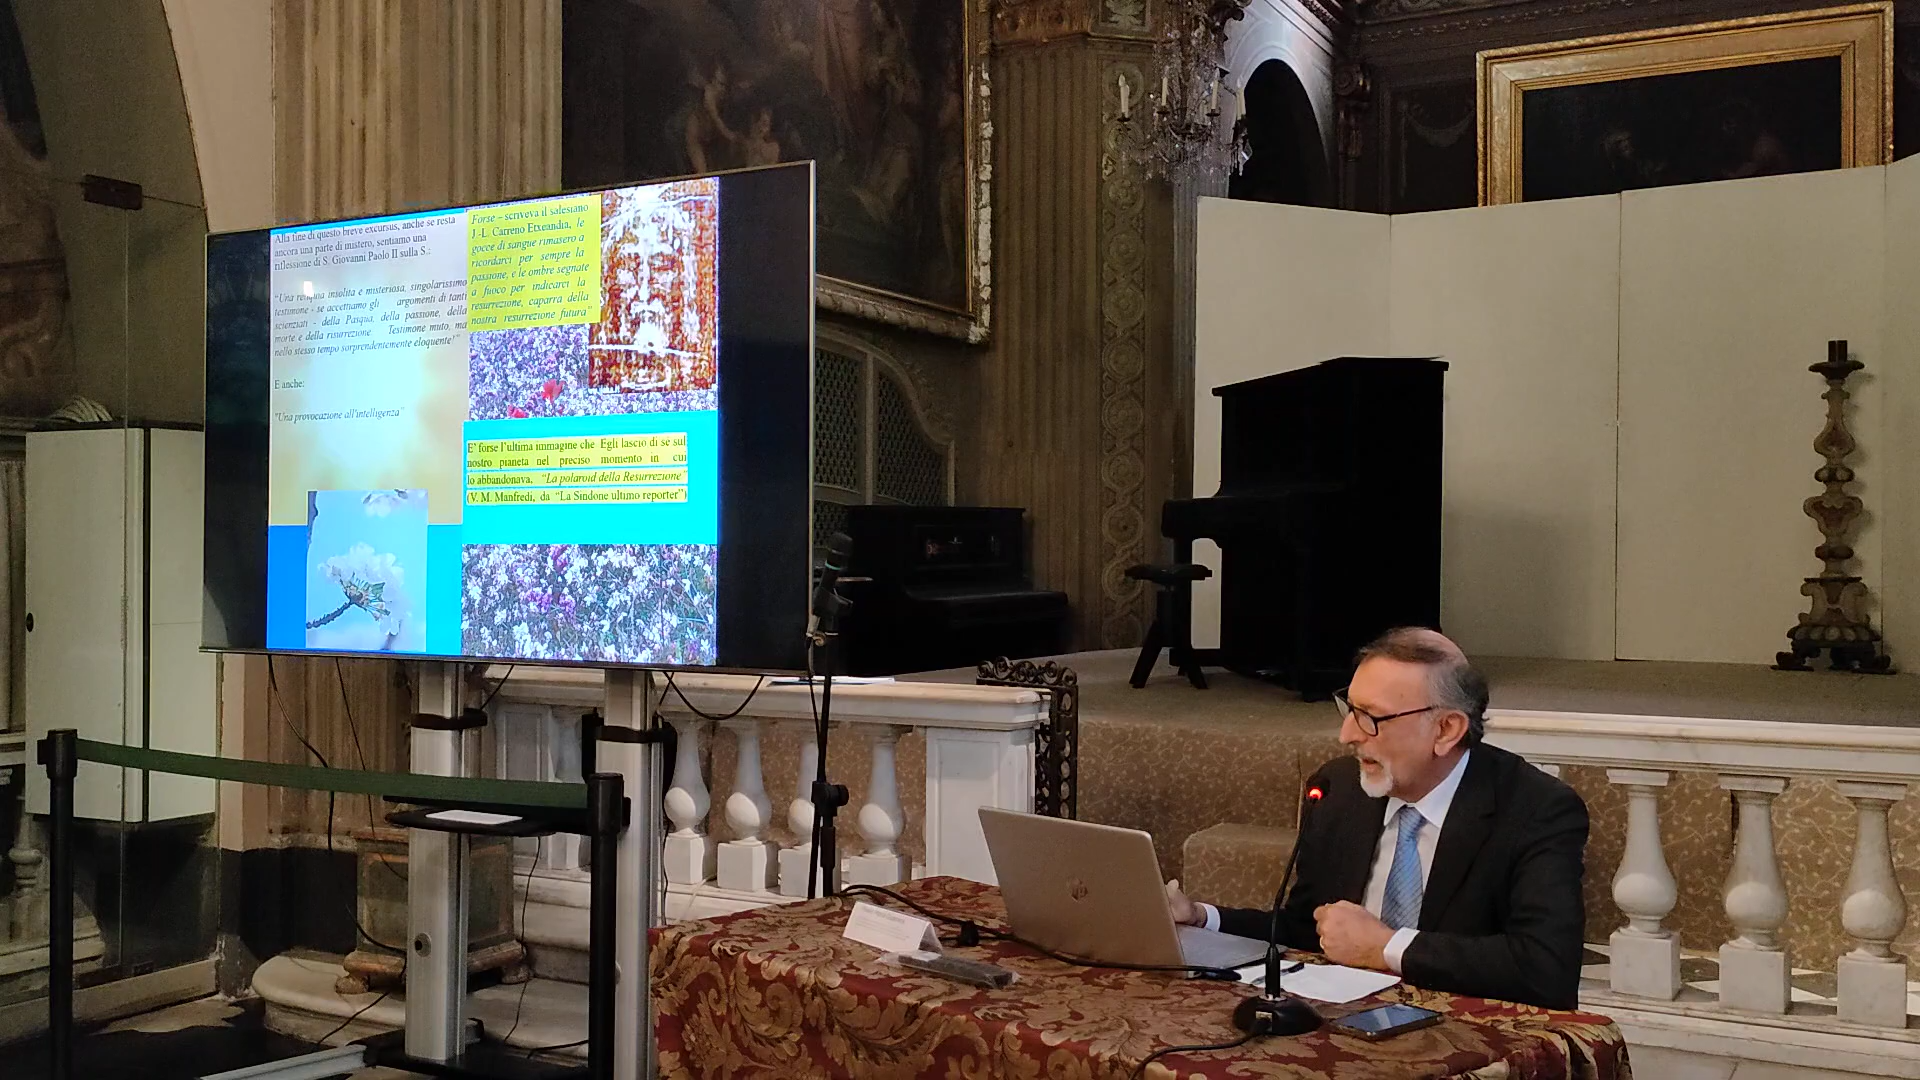 Alla fine di questo breve excursus, anche se resta
ancora una parte di mistero, sentiamo una
riflessione di S. Giovanni Paolo II sulla S.:
"Una reliquia insolita e misteriosa, singolarissimo
testimone - se accettiamo gli argomenti di tanti
scienziati - della Pasqua, della passione, della
morte e della risurrezione. Testimone muto, ma
nello stesso tempo sorprendentemente eloquente!"
E anche:
"Una provocazione all'intelligenza"
Forse – scriveva il salesiano
J.-L. Carreno Etxeandia, le
gocce di sangue rimasero a
ricordarci per sempre la
passione, e le ombre segnate
a fuoco per indicarci la
resurrezione, caparra della
nostra resurrezione futura"
E' forse l'ultima immagine che Egli lasciò di sé sul
nostro pianeta nel preciso momento in cui
lo abbandonava, "La polaroid della Resurrezione"
(V. M. Manfredi, da "La Sindone ultimo reporter")
hp